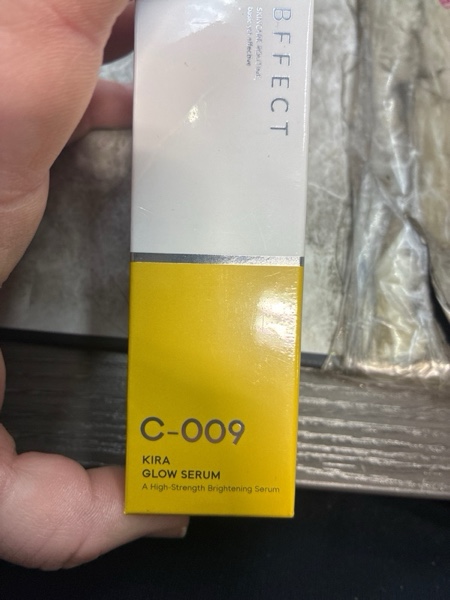 BFFECT
C-009
KIRA
GLOW SERUM
A High-Strength Brightening Serum